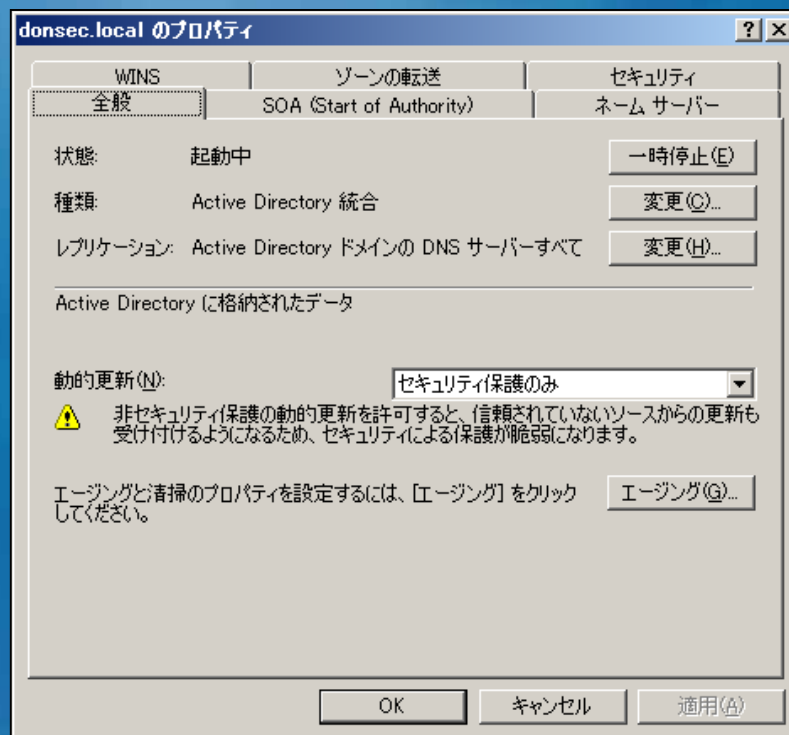 donsec.local のプロパティ
WINS ゾーンの転送 セキュリティ
全般 SOA (Start of Authority) ネーム サーバー
状態: 起動中 一時停止(E)
種類: Active Directory 統合 変更(C)...
レプリケーション: Active Directory ドメインの DNS サーバーすべて 変更(H)...
Active Directory に格納されたデータ
動的更新(N): セキュリティ保護のみ
非セキュリティ保護の動的更新を許可すると、信頼されていないソースからの更新も
受け付けるようになるため、セキュリティによる保護が脆弱になります。
エージングと清掃のプロパティを設定するには、[エージング] をクリック
してください。 エージング(G)...
OK キャンセル 適用(A)